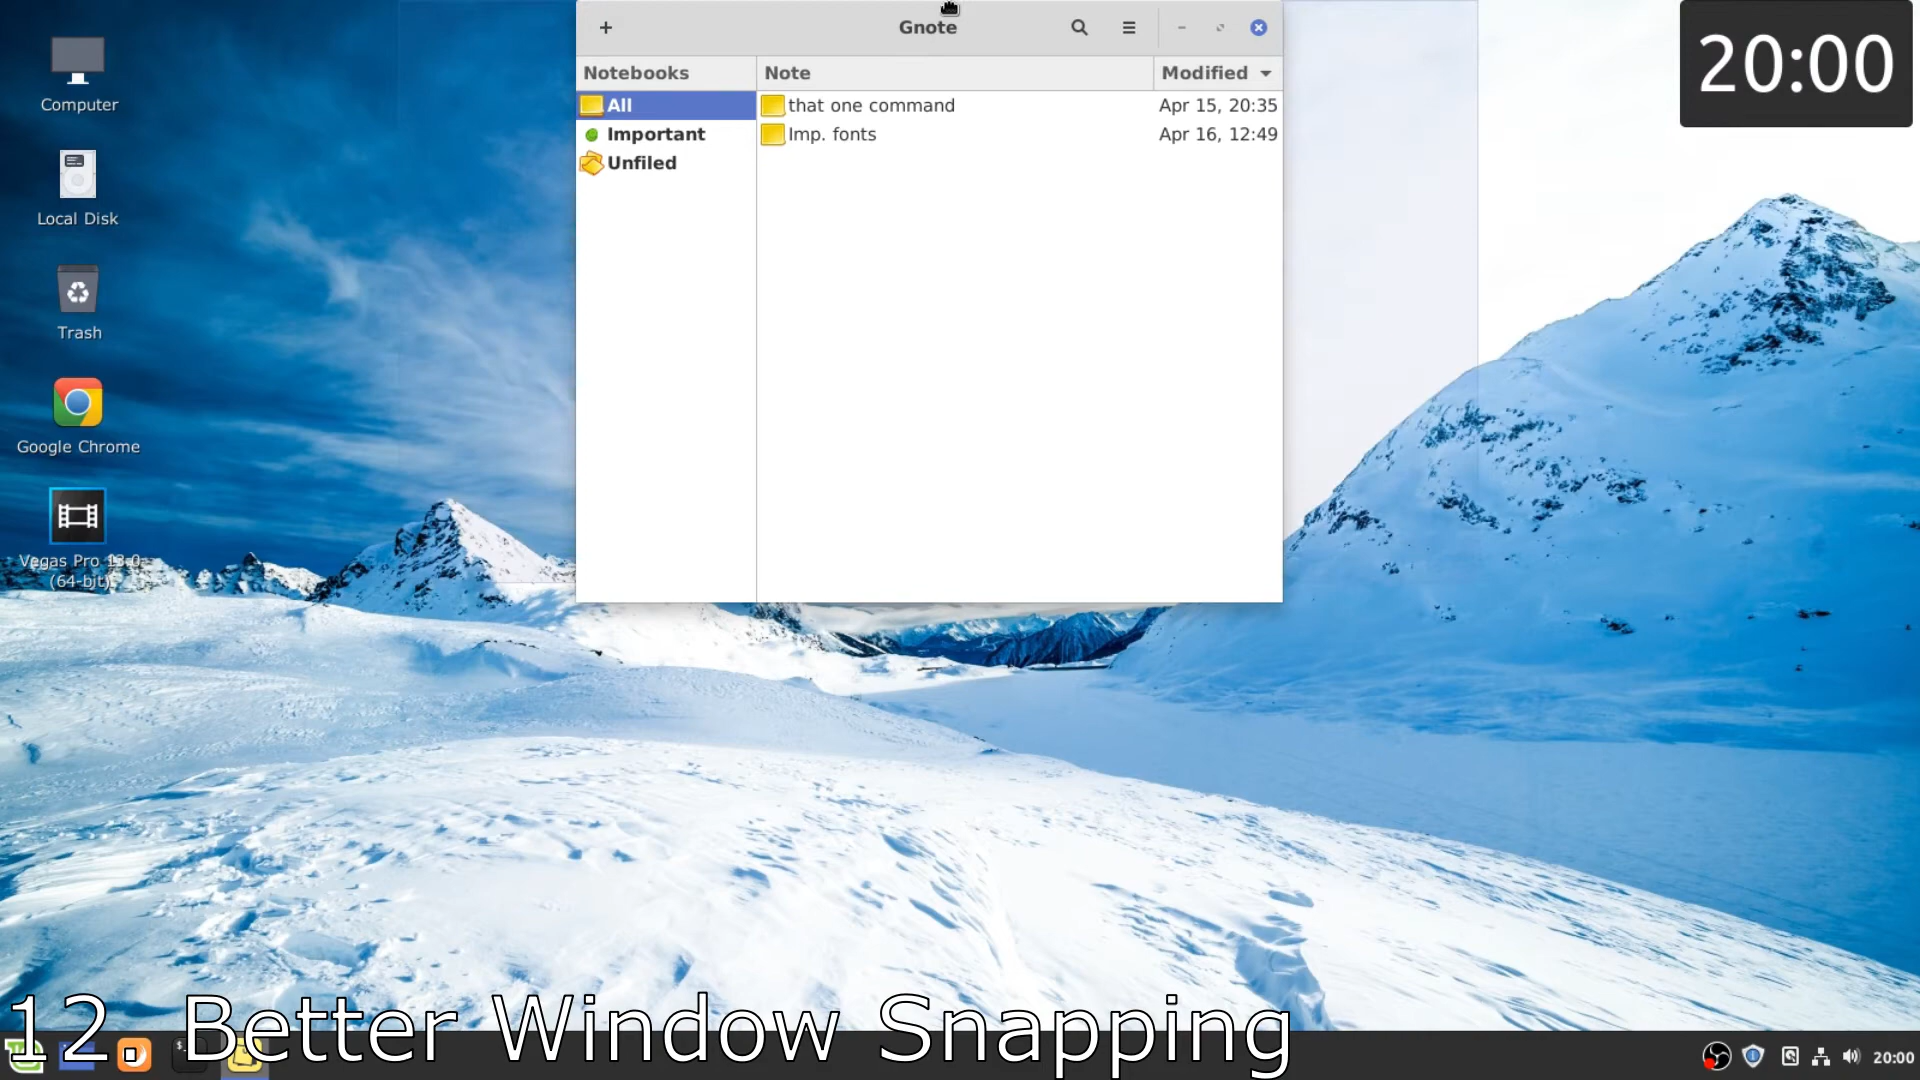 Gnote
20:00
Notebooks Note Modified
All that one command Apr 15, 20:35
Important Imp. fonts Apr 16, 12:49
Unfiled
Computer
Local Disk
Trash
Google Chrome
Vegas Pro 13.0
(64-bit)
12. Better Window Snapping
20:00